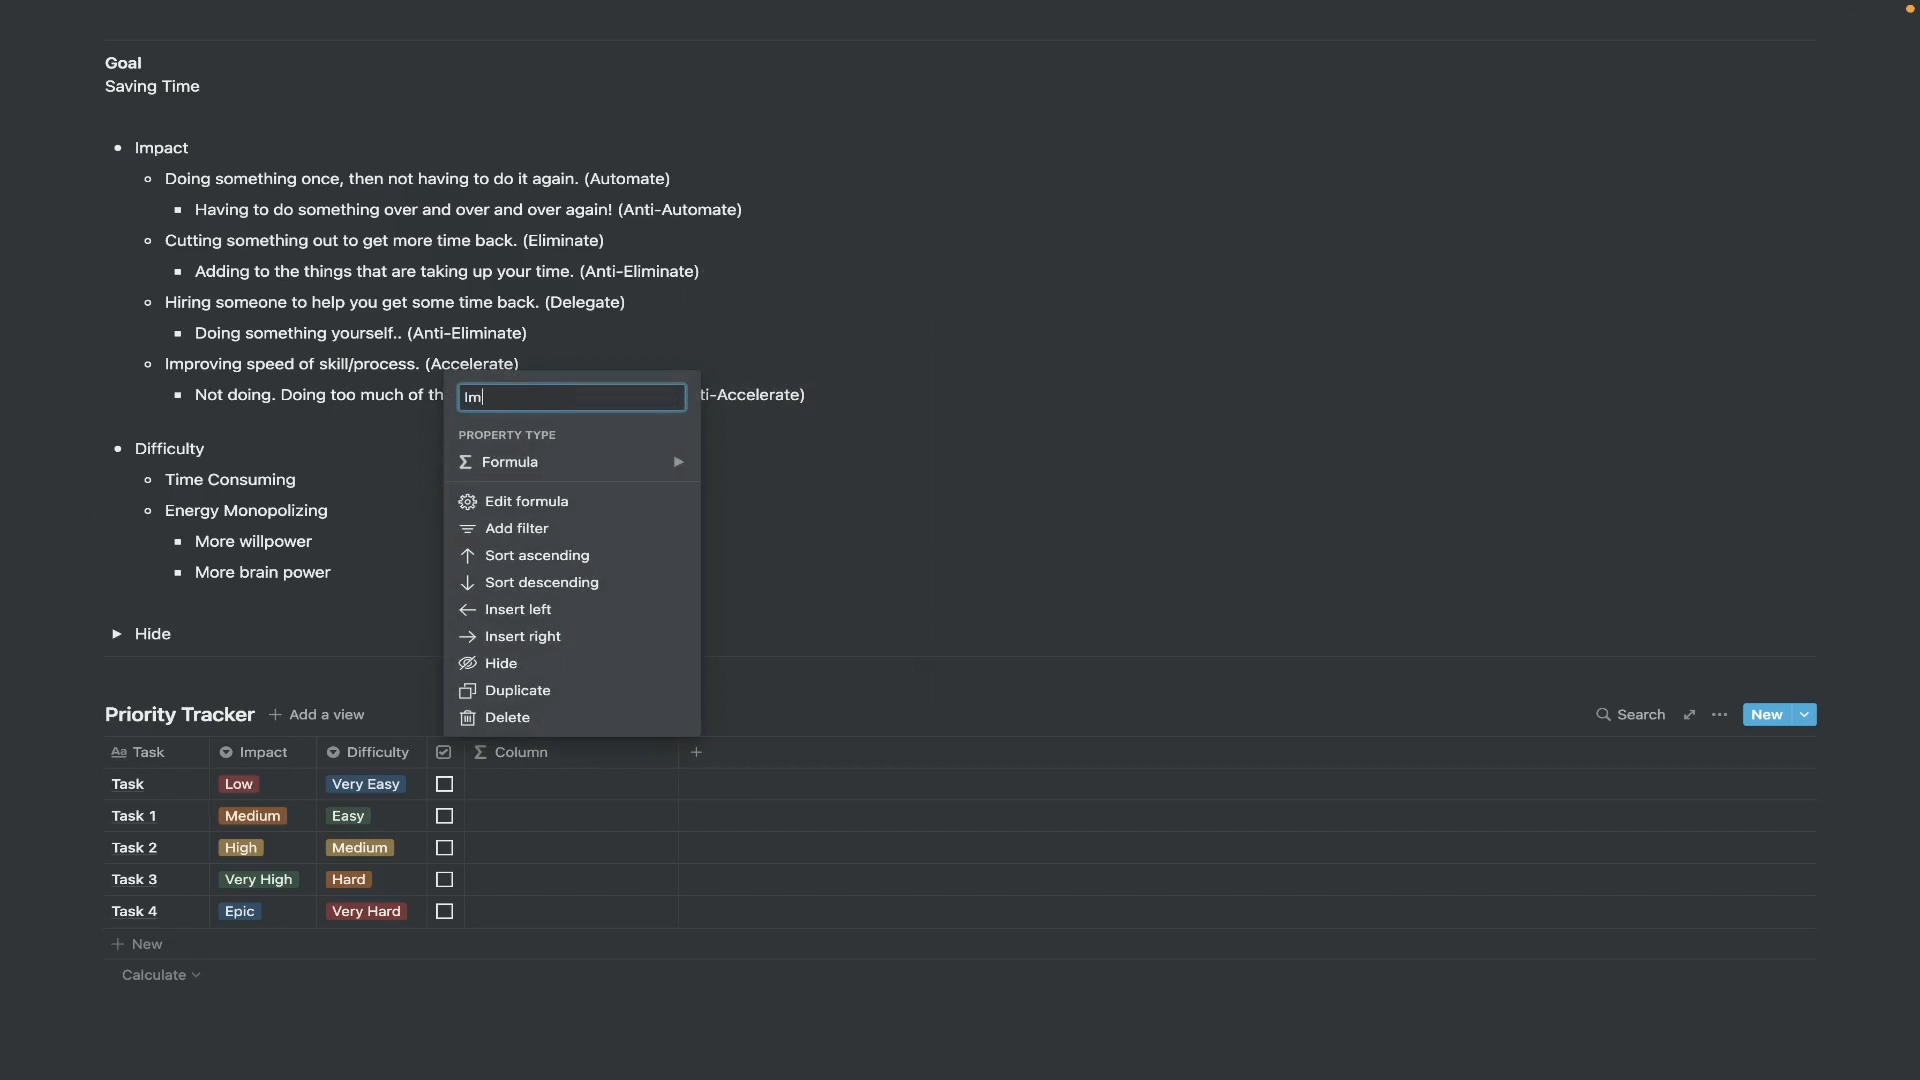 Goal
Saving Time
Impact
Doing something once, then not having to do it again. (Automate)
Having to do something over and over and over again! (Anti-Automate)
Cutting something out to get more time back. (Eliminate)
Adding to the things that are taking up your time. (Anti-Eliminate)
Hiring someone to help you get some time back. (Delegate)
Doing something yourself.. (Anti-Eliminate)
Improving speed of skill/process. (Accelerate)
Not doing. Doing too much of th
ti-Accelerate)
Im
PROPERTY TYPE
Formula
Edit formula
Add filter
Sort ascending
Sort descending
Insert left
Insert right
Hide
Duplicate
Delete
Difficulty
Time Consuming
Energy Monopolizing
More willpower
More brain power
Hide
Priority Tracker + Add a view Search New
Aa Task Impact Difficulty Σ Column +
Task Low Very Easy
Task 1 Medium Easy
Task 2 High Medium
Task 3 Very High Hard
Task 4 Epic Very Hard
+ New
Calculate